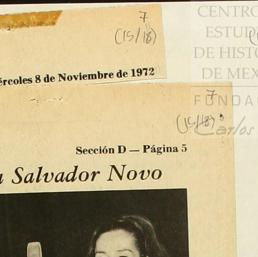 7
(15/18)
ércoles 8 de Noviembre de 1972
CENTRO
ESTUD
DE HISTO
DE MEX
FUNDA
Carlos
7
(15/18)
Sección D — Página 5
a Salvador Novo